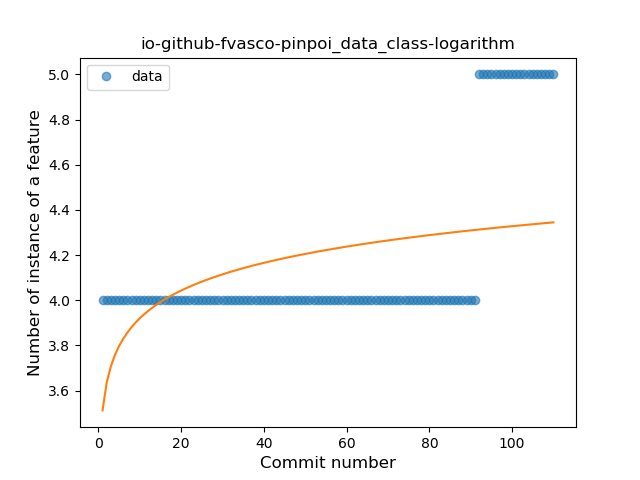 io-github-fvasco-pinpoi_data_class-logarithm
data
Number of instance of a feature
5.0
4.8
4.6
4.4
4.2
4.0
3.8
3.6
0 20 40 60 80 100
Commit number